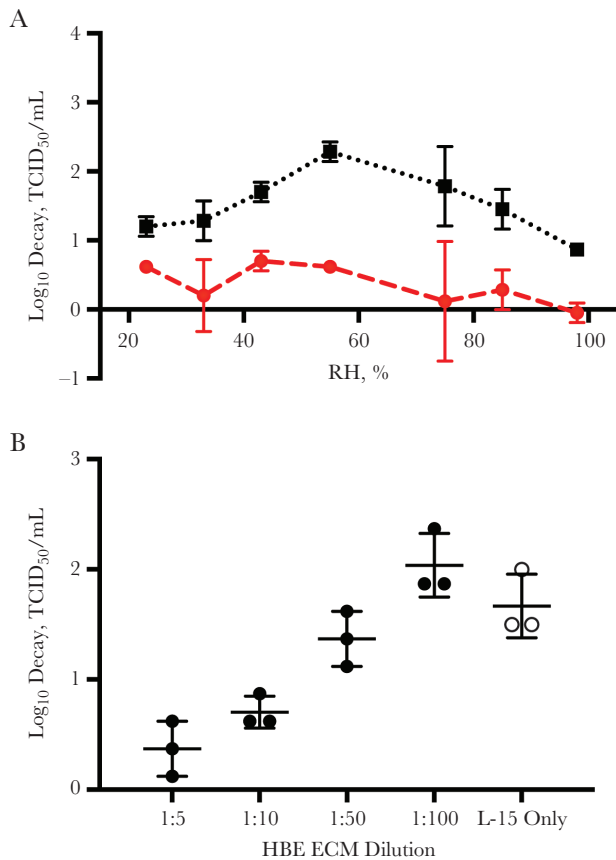 A
Log₁₀ Decay, TCID₅₀/mL
4
3
2
1
0
−1
20
40
60
80
100
RH, %
B
Log₁₀ Decay, TCID₅₀/mL
3
2
1
0
1:5
1:10
1:50
1:100
L-15 Only
HBE ECM Dilution